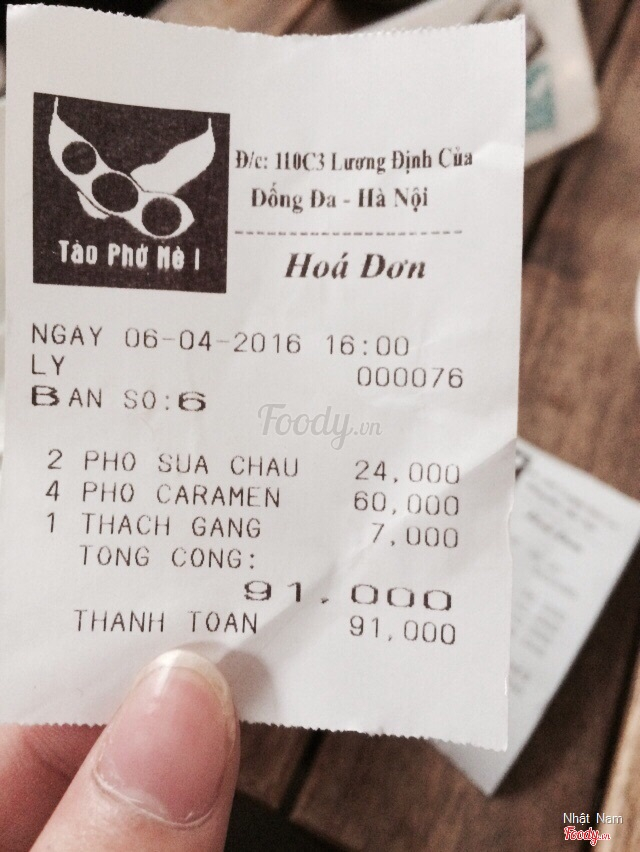 Đ/c: 110C3 Lương Định Của
Đống Đa - Hà Nội
Tào Phớ Mè 1
Hoá Đơn
NGAY 06-04-2016 16:00
LY 000076
BAN SO:6
Foody.vn
2 PHO SUA CHAU 24,000
4 PHO CARAMEN 60,000
1 THACH GANG 7,000
TONG CONG:
91.000
THANH TOAN 91,000
Nhật Nam
Foody.vn